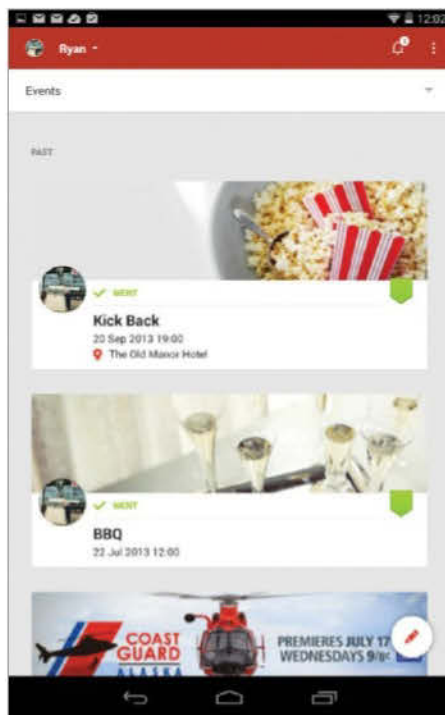 12:02
Ryan
Events
PAST
WENT
Kick Back
20 Sep 2013 19:00
The Old Manor Hotel
WENT
BBQ
22 Jul 2013 12:00
COAST
GUARD
ALASKA
PREMIERES JULY 17
WEDNESDAYS 9/8c